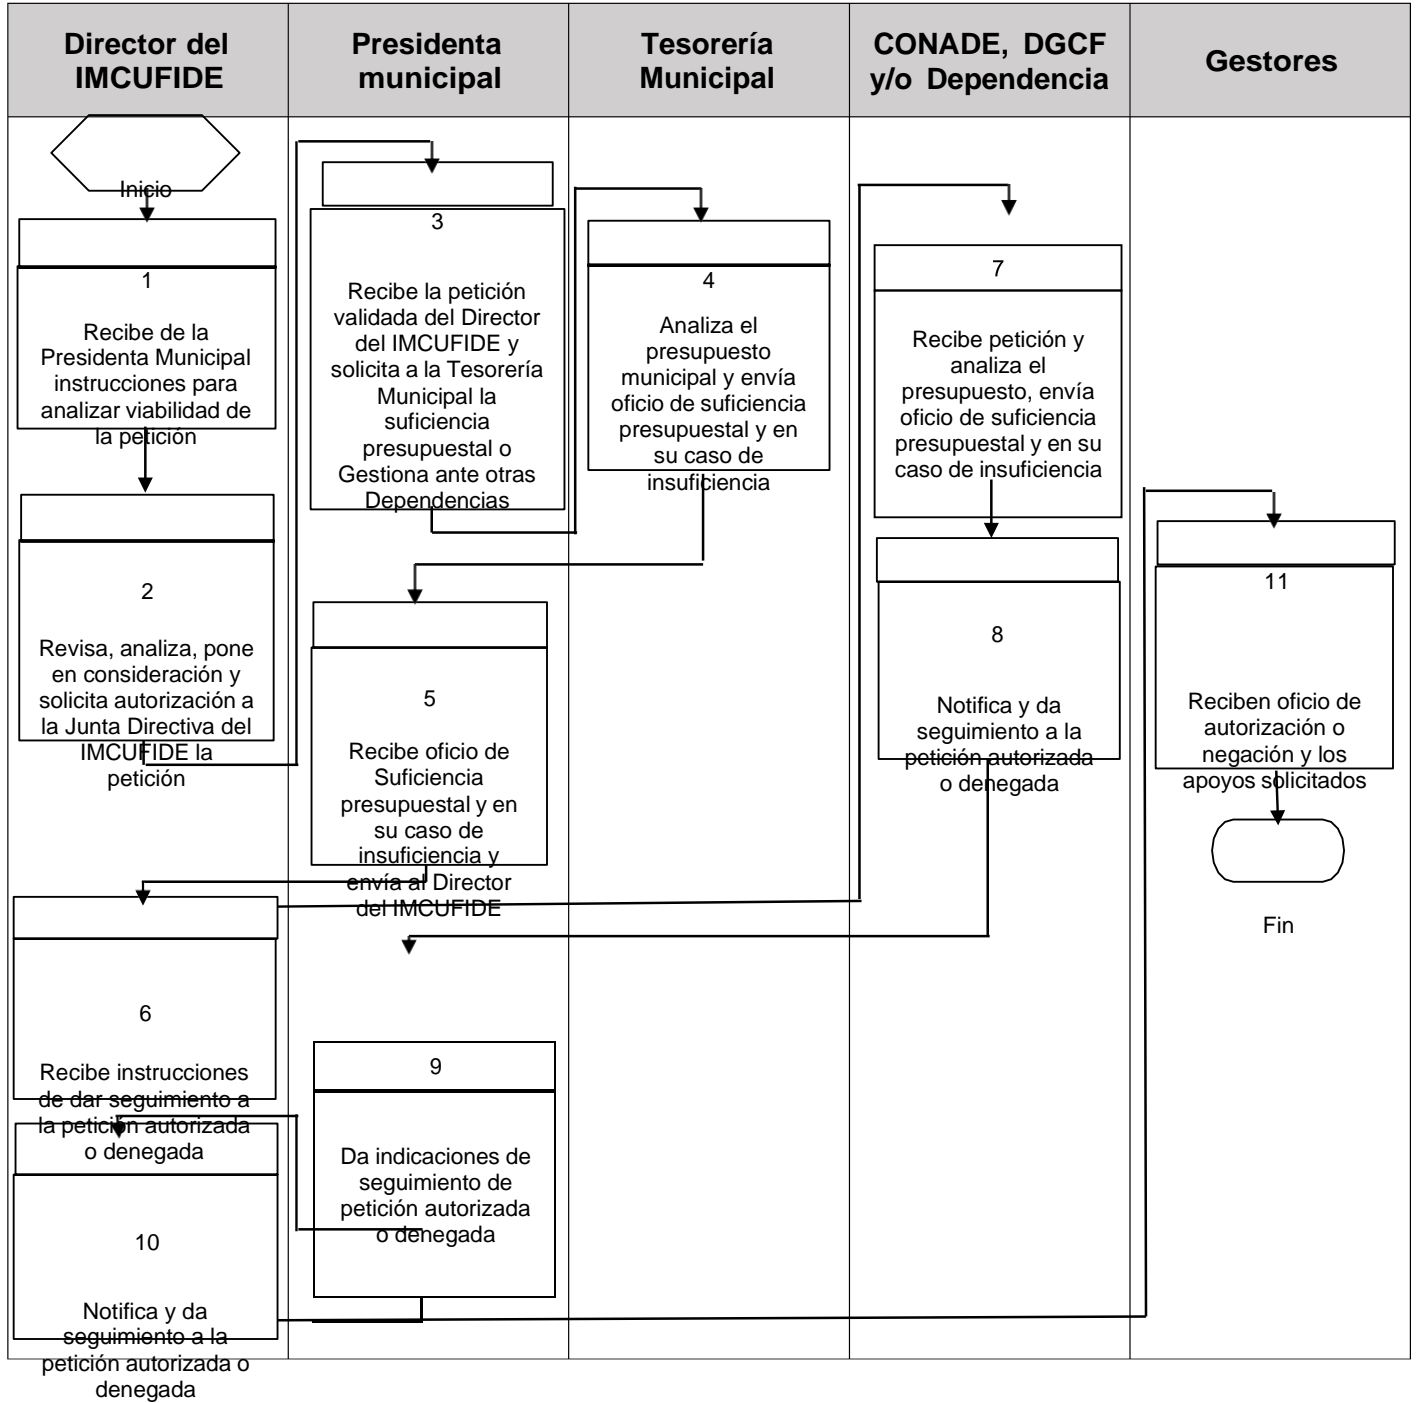 Director del
IMCUFIDE
Presidenta
municipal
Tesorería
Municipal
CONADE, DGCF
y/o Dependencia
Gestores
Inicio
1
Recibe de la
Presidenta Municipal
instrucciones para
analizar viabilidad de
la petición
2
Revisa, analiza, pone
en consideración y
solicita autorización a
la Junta Directiva del
IMCUFIDE la
petición
3
Recibe la petición
validada del Director
del IMCUFIDE y
solicita a la Tesorería
Municipal la
suficiencia
presupuestal o
Gestiona ante otras
Dependencias
4
Analiza el
presupuesto
municipal y envía
oficio de suficiencia
presupuestal y en
su caso de
insuficiencia
5
Recibe oficio de
Suficiencia
presupuestal y en
su caso de
insuficiencia y
envía al Director
del IMCUFIDE
6
Recibe instrucciones
de dar seguimiento a
la petición autorizada
o denegada
7
Recibe petición y
analiza el
presupuesto, envía
oficio de suficiencia
presupuestal y en su
caso de insuficiencia
8
Notifica y da
seguimiento a la
petición autorizada
o denegada
9
Da indicaciones de
seguimiento de
petición autorizada
o denegada
10
Notifica y da
seguimiento a la
petición autorizada o
denegada
11
Reciben oficio de
autorización o
negación y los
apoyos solicitados
Fin